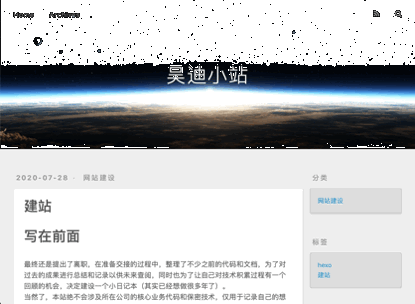 Home Archives
昊迪小站
2020-07-28 · 网站建设
建站
写在前面
最终还是提出了离职，在准备交接的过程中，整理了不少之前的代码和文档，为了对
过去的成果进行总结和记录以供未来查阅，同时也为了让自己对技术积累过程有一个
回顾的机会，决定建设一个小日记本（其实已经想做很多年了）。
当然了，本站绝不会涉及所在公司的核心业务代码和保密技术，仅用于记录自己的想
分类
网站建设
标签
hexo
建站